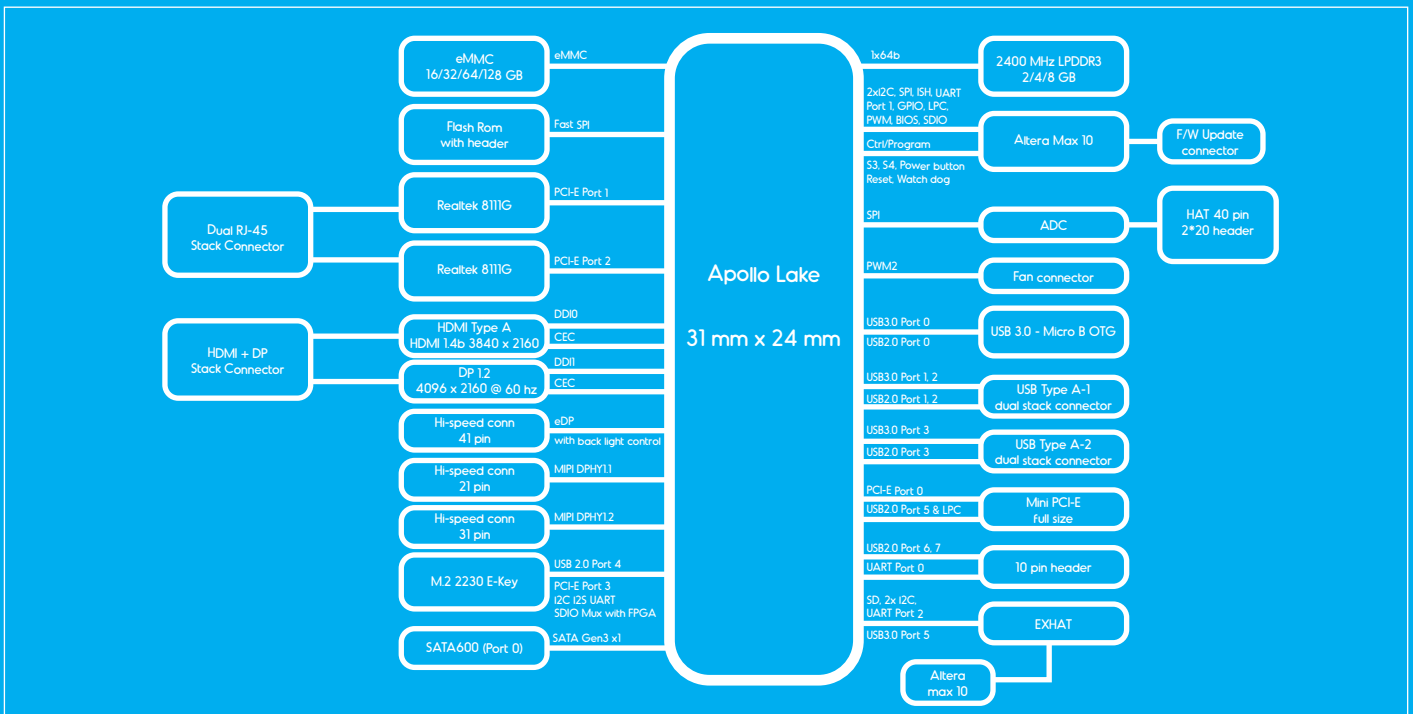 eMMC
16/32/64/128 GB
eMMC
Flash Rom
with header
Fast SPI
Realtek 8111G
PCI-E Port 1
Dual RJ-45
Stack Connector
Realtek 8111G
PCI-E Port 2
HDMI Type A
HDMI 1.4b 3840 x 2160
DDI0
CEC
HDMI + DP
Stack Connector
DP 1.2
4096 x 2160 @ 60 hz
DDI1
CEC
Hi-speed conn
41 pin
eDP
with back light control
Hi-speed conn
21 pin
MIPI DPHY1.1
Hi-speed conn
31 pin
MIPI DPHY1.2
M.2 2230 E-Key
USB 2.0 Port 4
PCI-E Port 3
I2C I2S UART
SDIO Mux with FPGA
SATA600 (Port 0)
SATA Gen3 x1
Apollo Lake
31 mm x 24 mm
1x64b
2400 MHz LPDDR3
2/4/8 GB
2xI2C, SPI, ISH, UART
Port 1, GPIO, LPC,
PWM, BIOS, SDIO
Ctrl/Program
S3, S4, Power button
Reset, Watch dog
Altera Max 10
F/W Update
connector
SPI
ADC
HAT 40 pin
2*20 header
PWM2
Fan connector
USB3.0 Port 0
USB2.0 Port 0
USB 3.0 - Micro B OTG
USB3.0 Port 1, 2
USB2.0 Port 1, 2
USB Type A-1
dual stack connector
USB3.0 Port 3
USB2.0 Port 3
USB Type A-2
dual stack connector
PCI-E Port 0
USB2.0 Port 5 & LPC
Mini PCI-E
full size
USB2.0 Port 6, 7
UART Port 0
10 pin header
SD, 2x I2C,
UART Port 2
USB3.0 Port 5
EXHAT
Altera
max 10